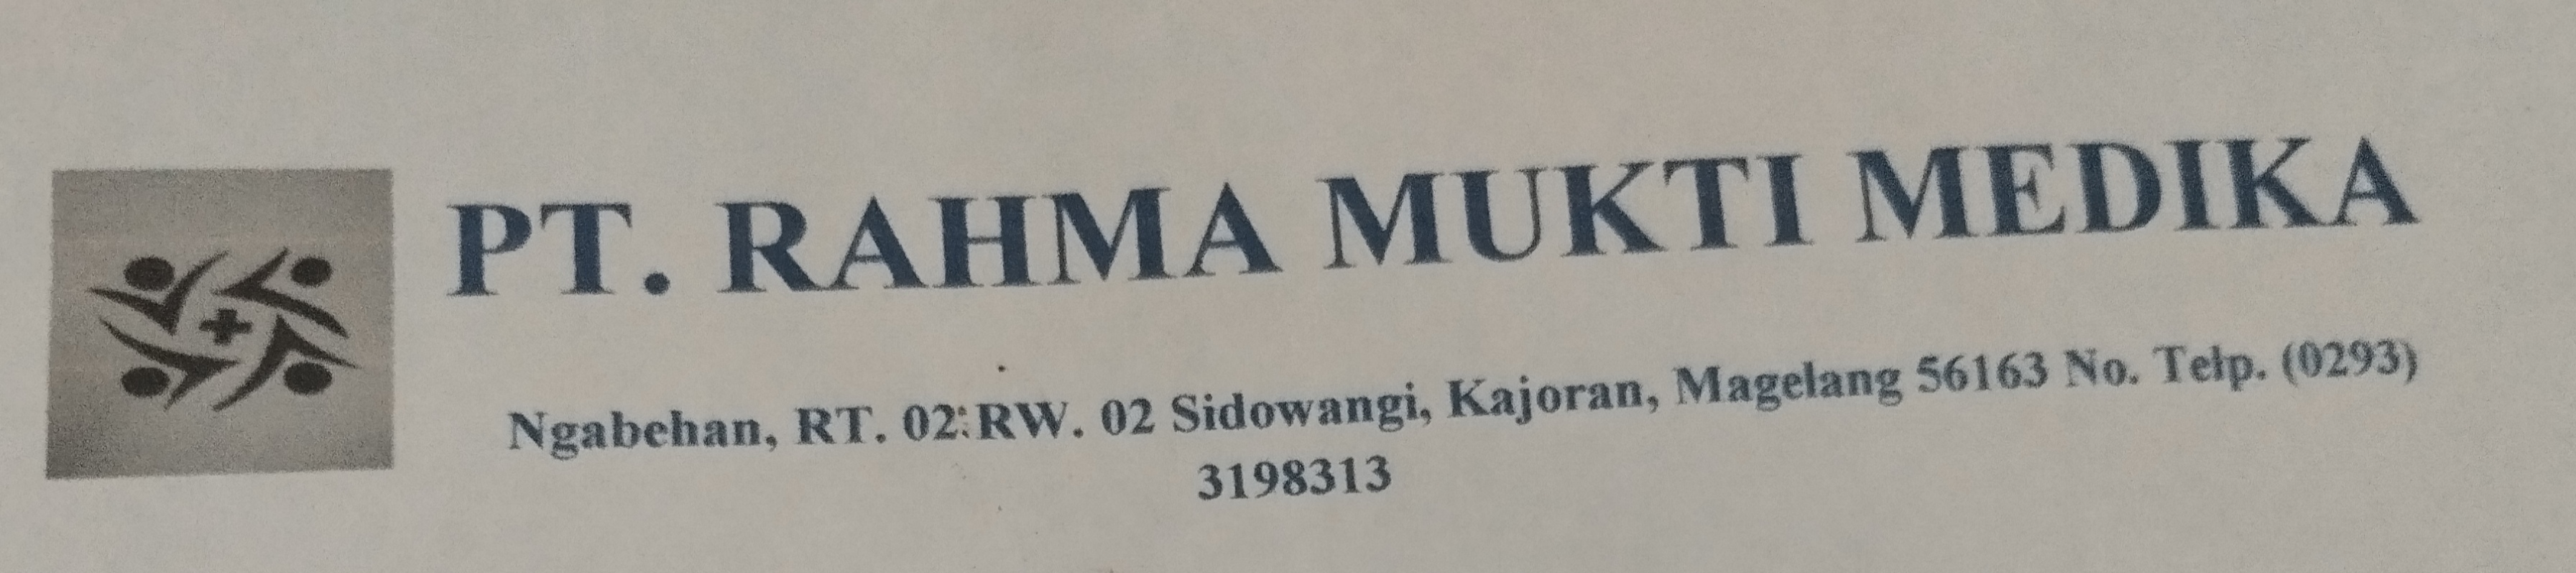 PT. RAHMA MUKTI MEDIKA
Ngabehan, RT. 02:RW. 02 Sidowangi, Kajoran, Magelang 56163 No. Telp. (0293)
3198313